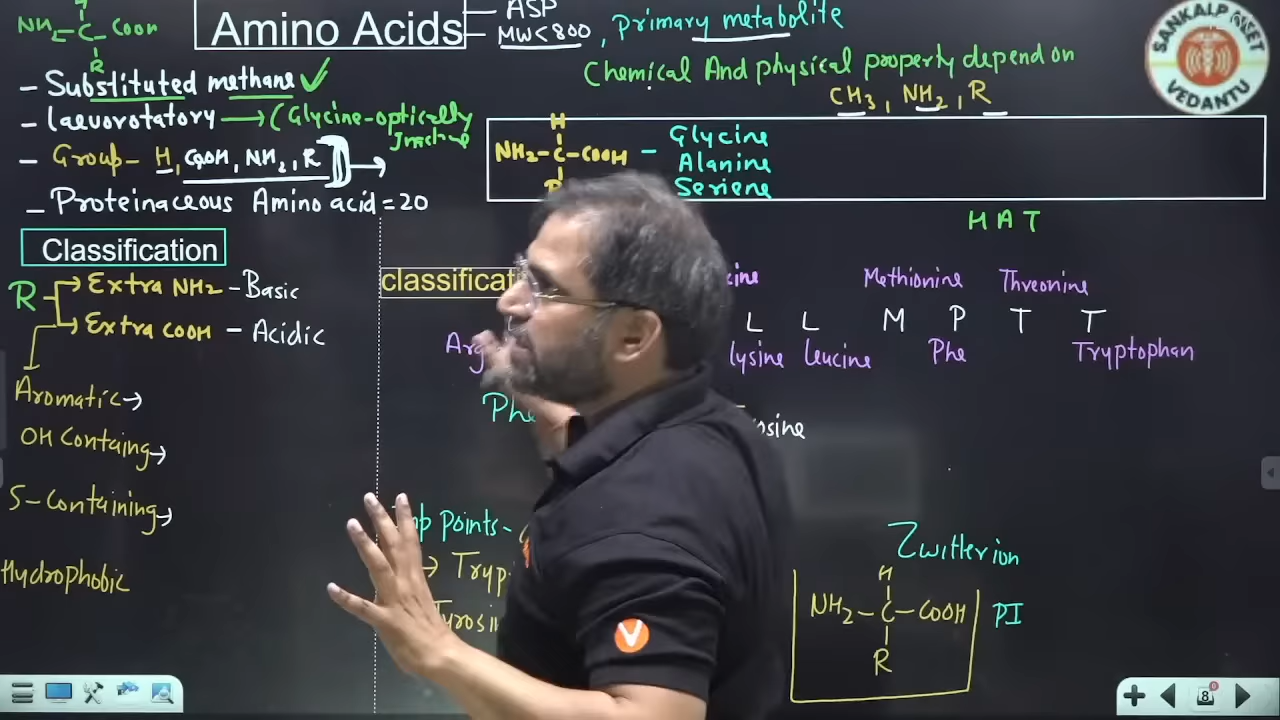 NH2-C-COOH
R
Amino Acids
ASP
MW<800, Primary metabolite
Chemical And physical property depend on
CH3, NH2, R
SANKALP NEET
VEDANTU
- Substituted methane ✓
- laevorotatory → (Glycine-optically
- Group- H, COOH, NH2, R →
- Proteinaceous Amino acid = 20
H
NH2-C-COOH - Glycine
Alanine
Seriene
HAT
Classification
R → Extra NH2 - Basic
→ Extra COOH - Acidic
Aromatic →
OH Containg →
S-Containing →
Hydrophobic
Methionine Threonine
L L M P T T
lysine leucine Phe Tryptophan
points-
Zwitterion
H
NH2-C-COOH PI
R
8